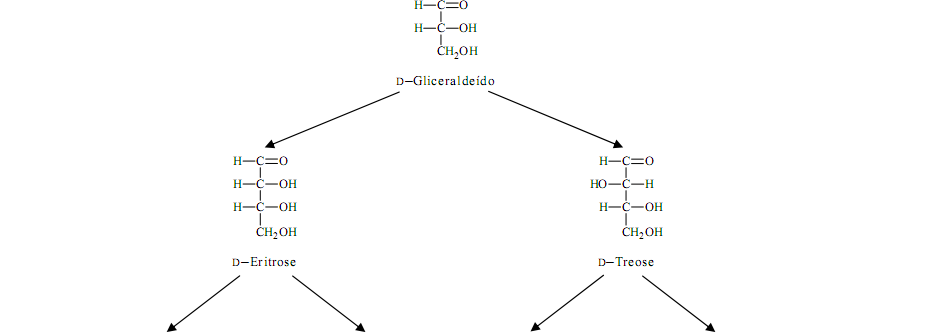 H—C=O
H—C—OH
CH₂OH
D–Gliceraldeído
H—C=O
H—C—OH
H—C—OH
CH₂OH
D–Eritrose
H—C=O
HO—C—H
H—C—OH
CH₂OH
D–Treose